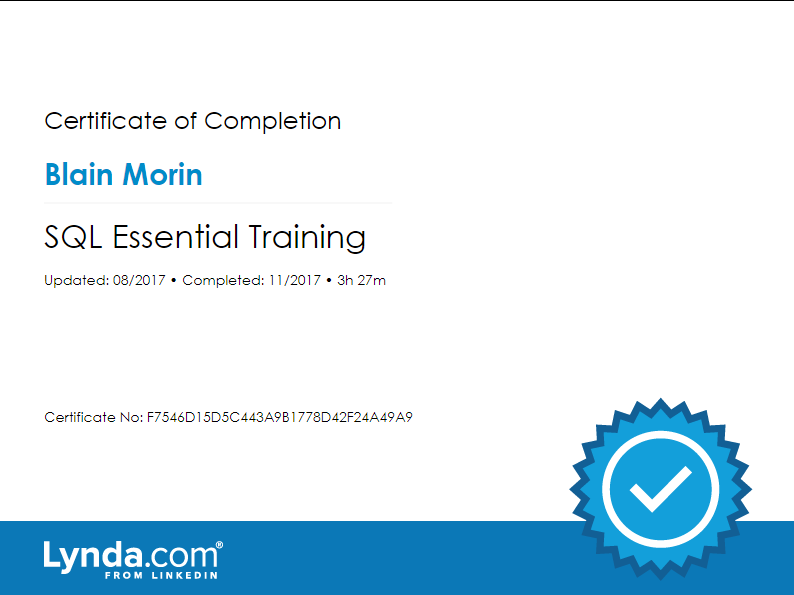 Certificate of Completion
Blain Morin
SQL Essential Training
Updated: 08/2017 • Completed: 11/2017 • 3h 27m
Certificate No: F7546D15D5C443A9B1778D42F24A49A9
Lynda.com®
FROM LINKEDIN